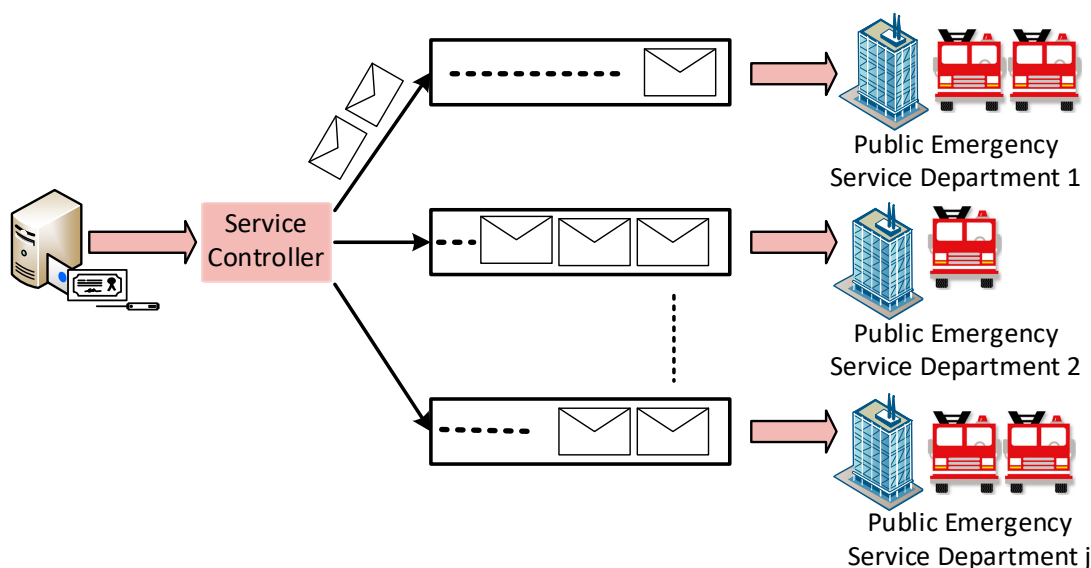 Public Emergency
Service Department 1
Service
Controller
Public Emergency
Service Department 2
Public Emergency
Service Department j